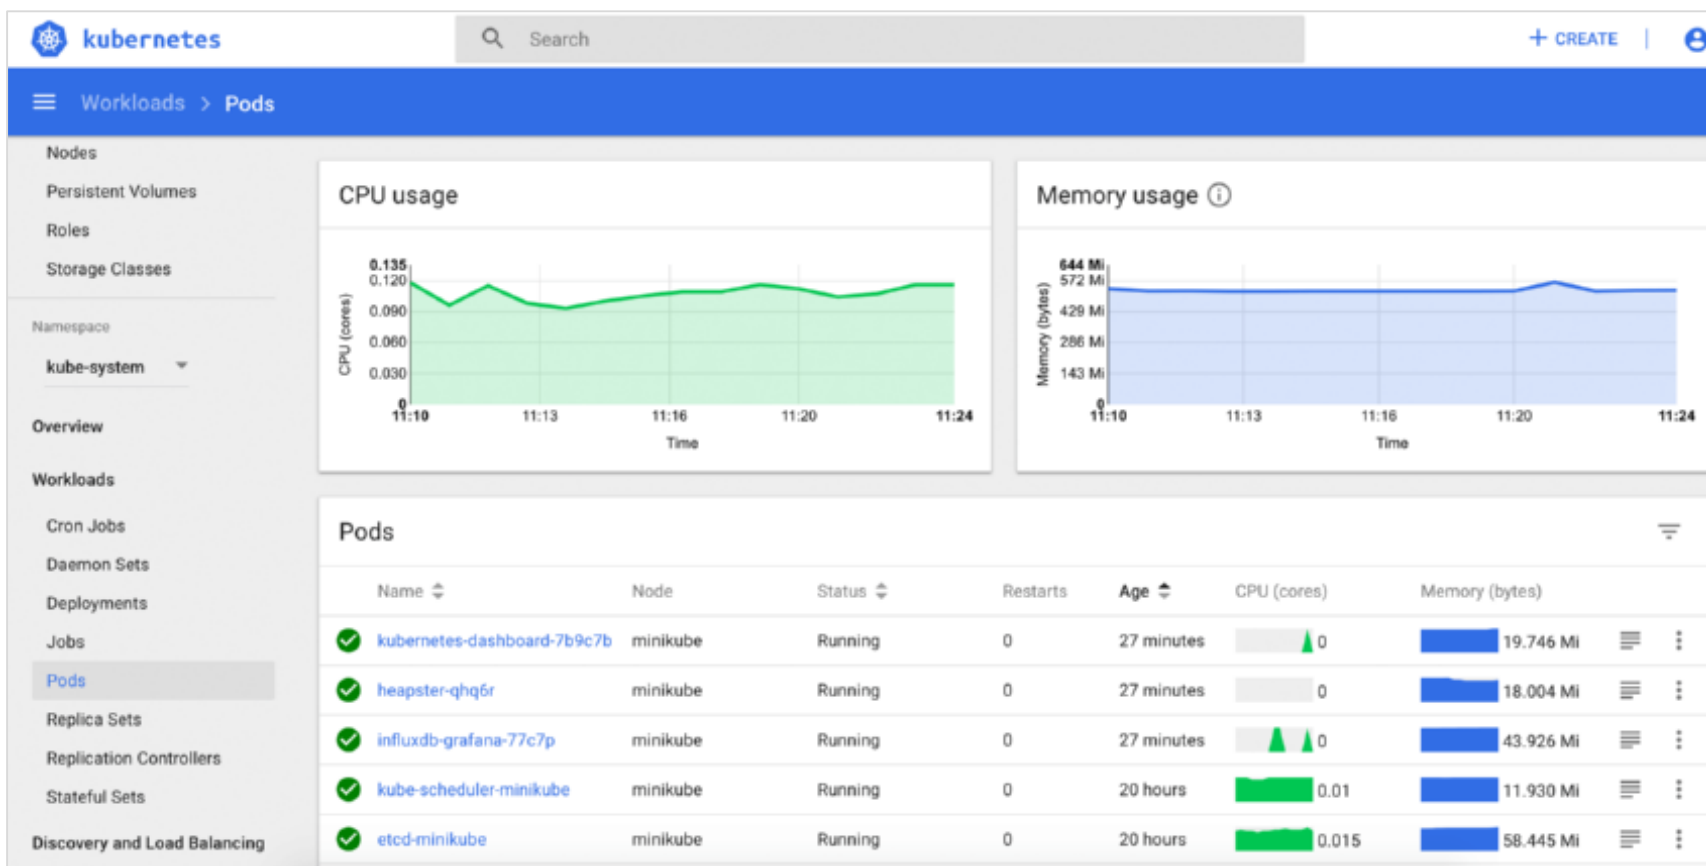 kubernetes
Search
+ CREATE
Workloads > Pods
Nodes
Persistent Volumes
Roles
Storage Classes
Namespace
kube-system
Overview
Workloads
Cron Jobs
Daemon Sets
Deployments
Jobs
Pods
Replica Sets
Replication Controllers
Stateful Sets
Discovery and Load Balancing
CPU usage
CPU (cores)
0.135
0.120
0.090
0.060
0.030
0
11:10 11:13 11:16 11:20 11:24
Time
Memory usage
Memory (bytes)
644 Mi
572 Mi
429 Mi
286 Mi
143 Mi
0
11:10 11:13 11:16 11:20 11:24
Time
Pods
Name Node Status Restarts Age CPU (cores) Memory (bytes)
kubernetes-dashboard-7b9c7b minikube Running 0 27 minutes 0 19.746 Mi
heapster-qhq6r minikube Running 0 27 minutes 0 18.004 Mi
influxdb-grafana-77c7p minikube Running 0 27 minutes 0 43.926 Mi
kube-scheduler-minikube minikube Running 0 20 hours 0.01 11.930 Mi
etcd-minikube minikube Running 0 20 hours 0.015 58.445 Mi